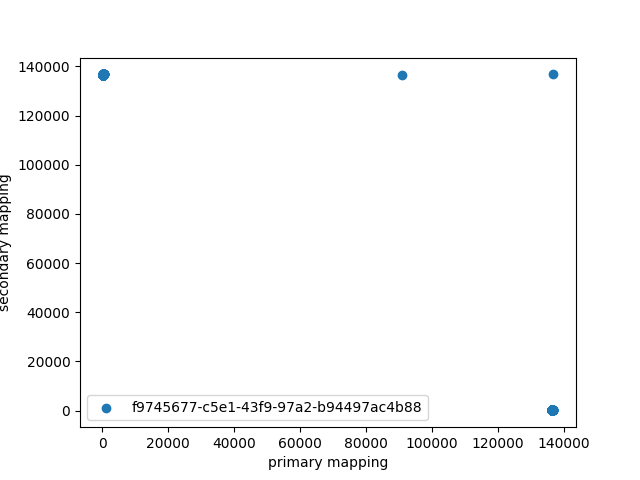 140000
120000
100000
80000
60000
40000
20000
0
secondary mapping
f9745677-c5e1-43f9-97a2-b94497ac4b88
0 20000 40000 60000 80000 100000 120000 140000
primary mapping